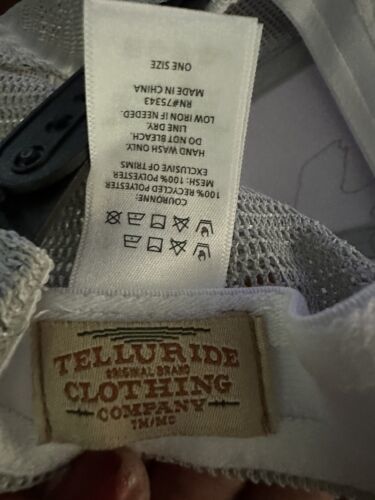 COURONNE:
100% RECYCLED POLYESTER
MESH: 100% POLYESTER
EXCLUSIVE OF TRIMS
HAND WASH ONLY.
DO NOT BLEACH.
LINE DRY.
LOW IRON IF NEEDED.
RN#75343
MADE IN CHINA
ONE SIZE
TELLURIDE
ORIGINAL BRAND
CLOTHING
COMPANY
TM/MC